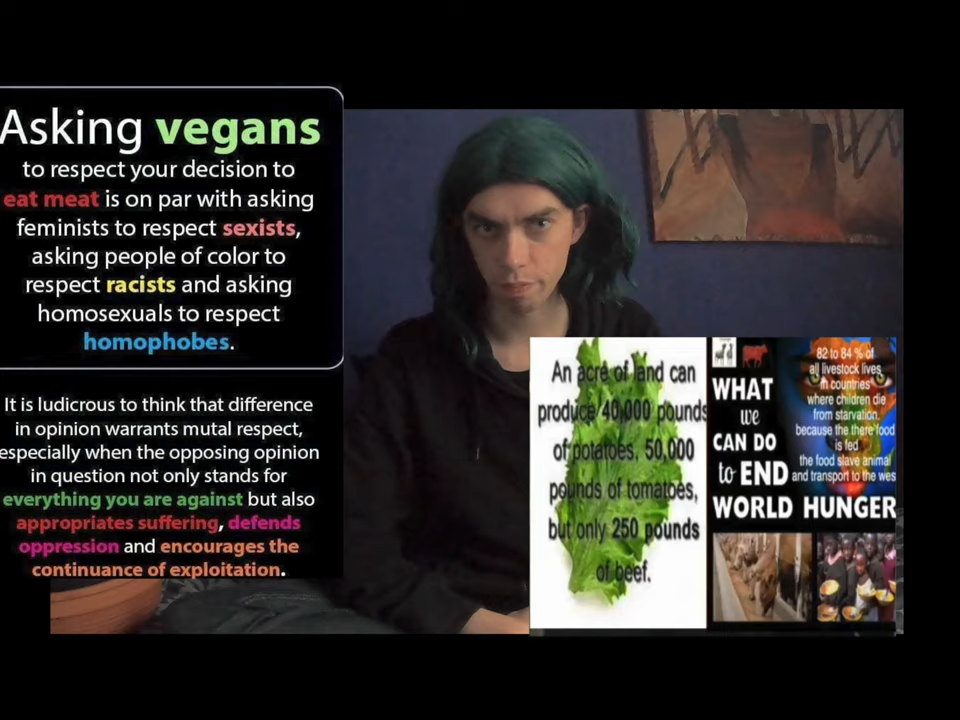 Asking vegans
to respect your decision to
eat meat is on par with asking
feminists to respect sexists,
asking people of color to
respect racists and asking
homosexuals to respect
homophobes.
It is ludicrous to think that difference
in opinion warrants mutal respect,
especially when the opposing opinion
in question not only stands for
everything you are against but also
appropriates suffering, defends
oppression and encourages the
continuance of exploitation.
An acre of land can
produce 40,000 pounds
of potatoes, 50,000
pounds of tomatoes,
but only 250 pounds
of beef.
WHAT
we
CAN DO
to END
WORLD HUNGER
82 to 84 % of
all livestock lives
in countries
where children die
from starvation.
because the there food
is fed
the food slave animal
and transport to the wes